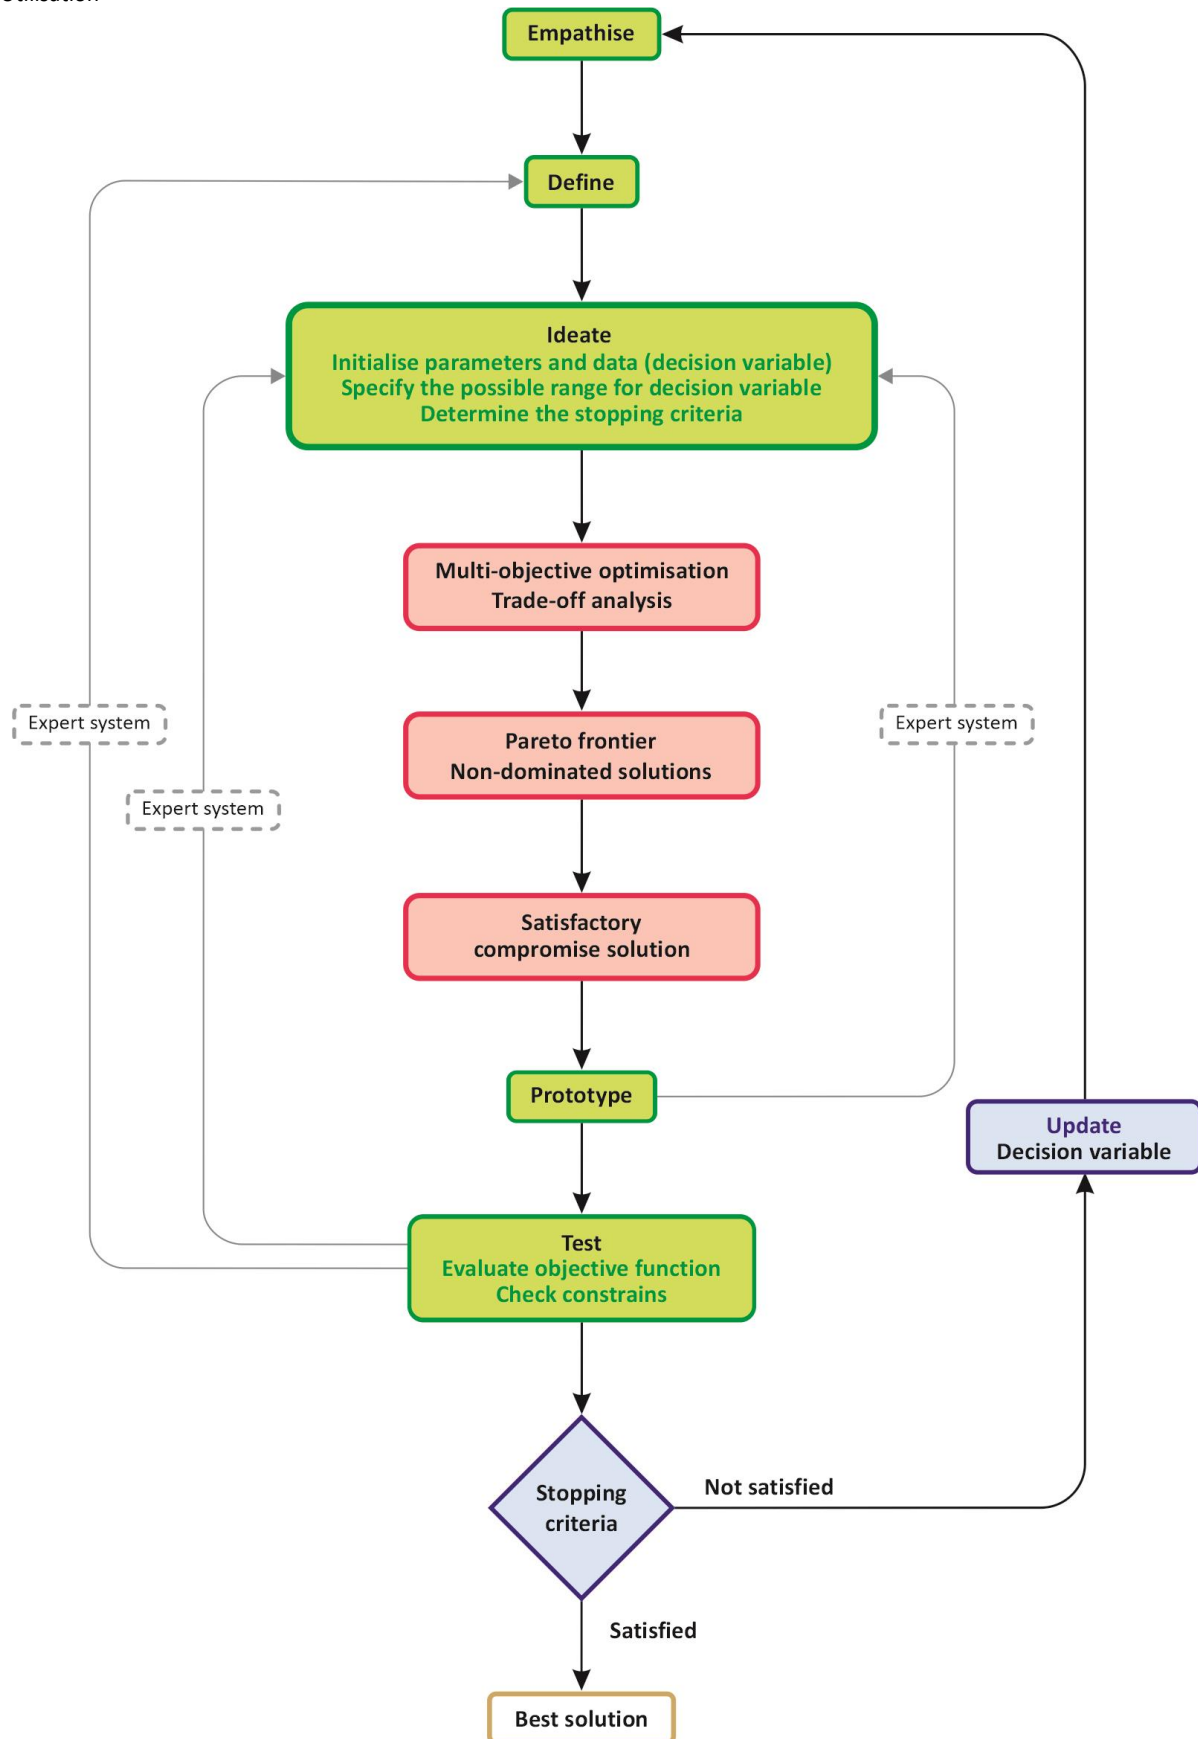 Utilisation
Empathise
Define
Ideate
Initialise parameters and data (decision variable)
Specify the possible range for decision variable
Determine the stopping criteria
Multi-objective optimisation
Trade-off analysis
Pareto frontier
Non-dominated solutions
Expert system
Expert system
Expert system
Satisfactory
compromise solution
Prototype
Update
Decision variable
Test
Evaluate objective function
Check constrains
Stopping
criteria
Not satisfied
Satisfied
Best solution